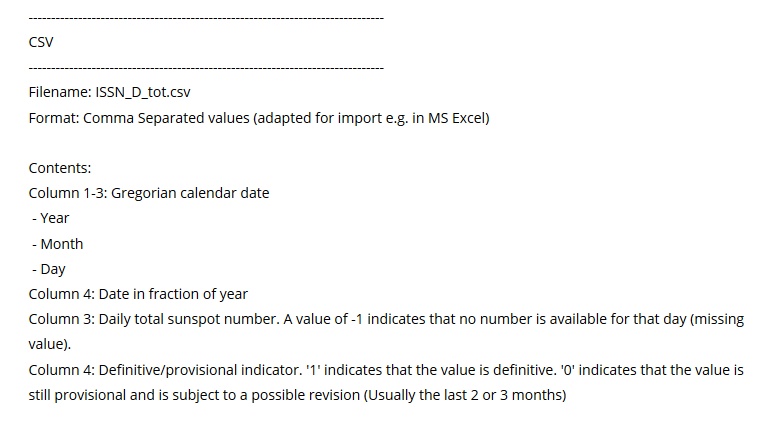 -------------------------------------------------------------------------------
CSV
-------------------------------------------------------------------------------
Filename: ISSN_D_tot.csv
Format: Comma Separated values (adapted for import e.g. in MS Excel)
Contents:
Column 1-3: Gregorian calendar date
- Year
- Month
- Day
Column 4: Date in fraction of year
Column 3: Daily total sunspot number. A value of -1 indicates that no number is available for that day (missing
value).
Column 4: Definitive/provisional indicator. '1' indicates that the value is definitive. '0' indicates that the value is
still provisional and is subject to a possible revision (Usually the last 2 or 3 months)